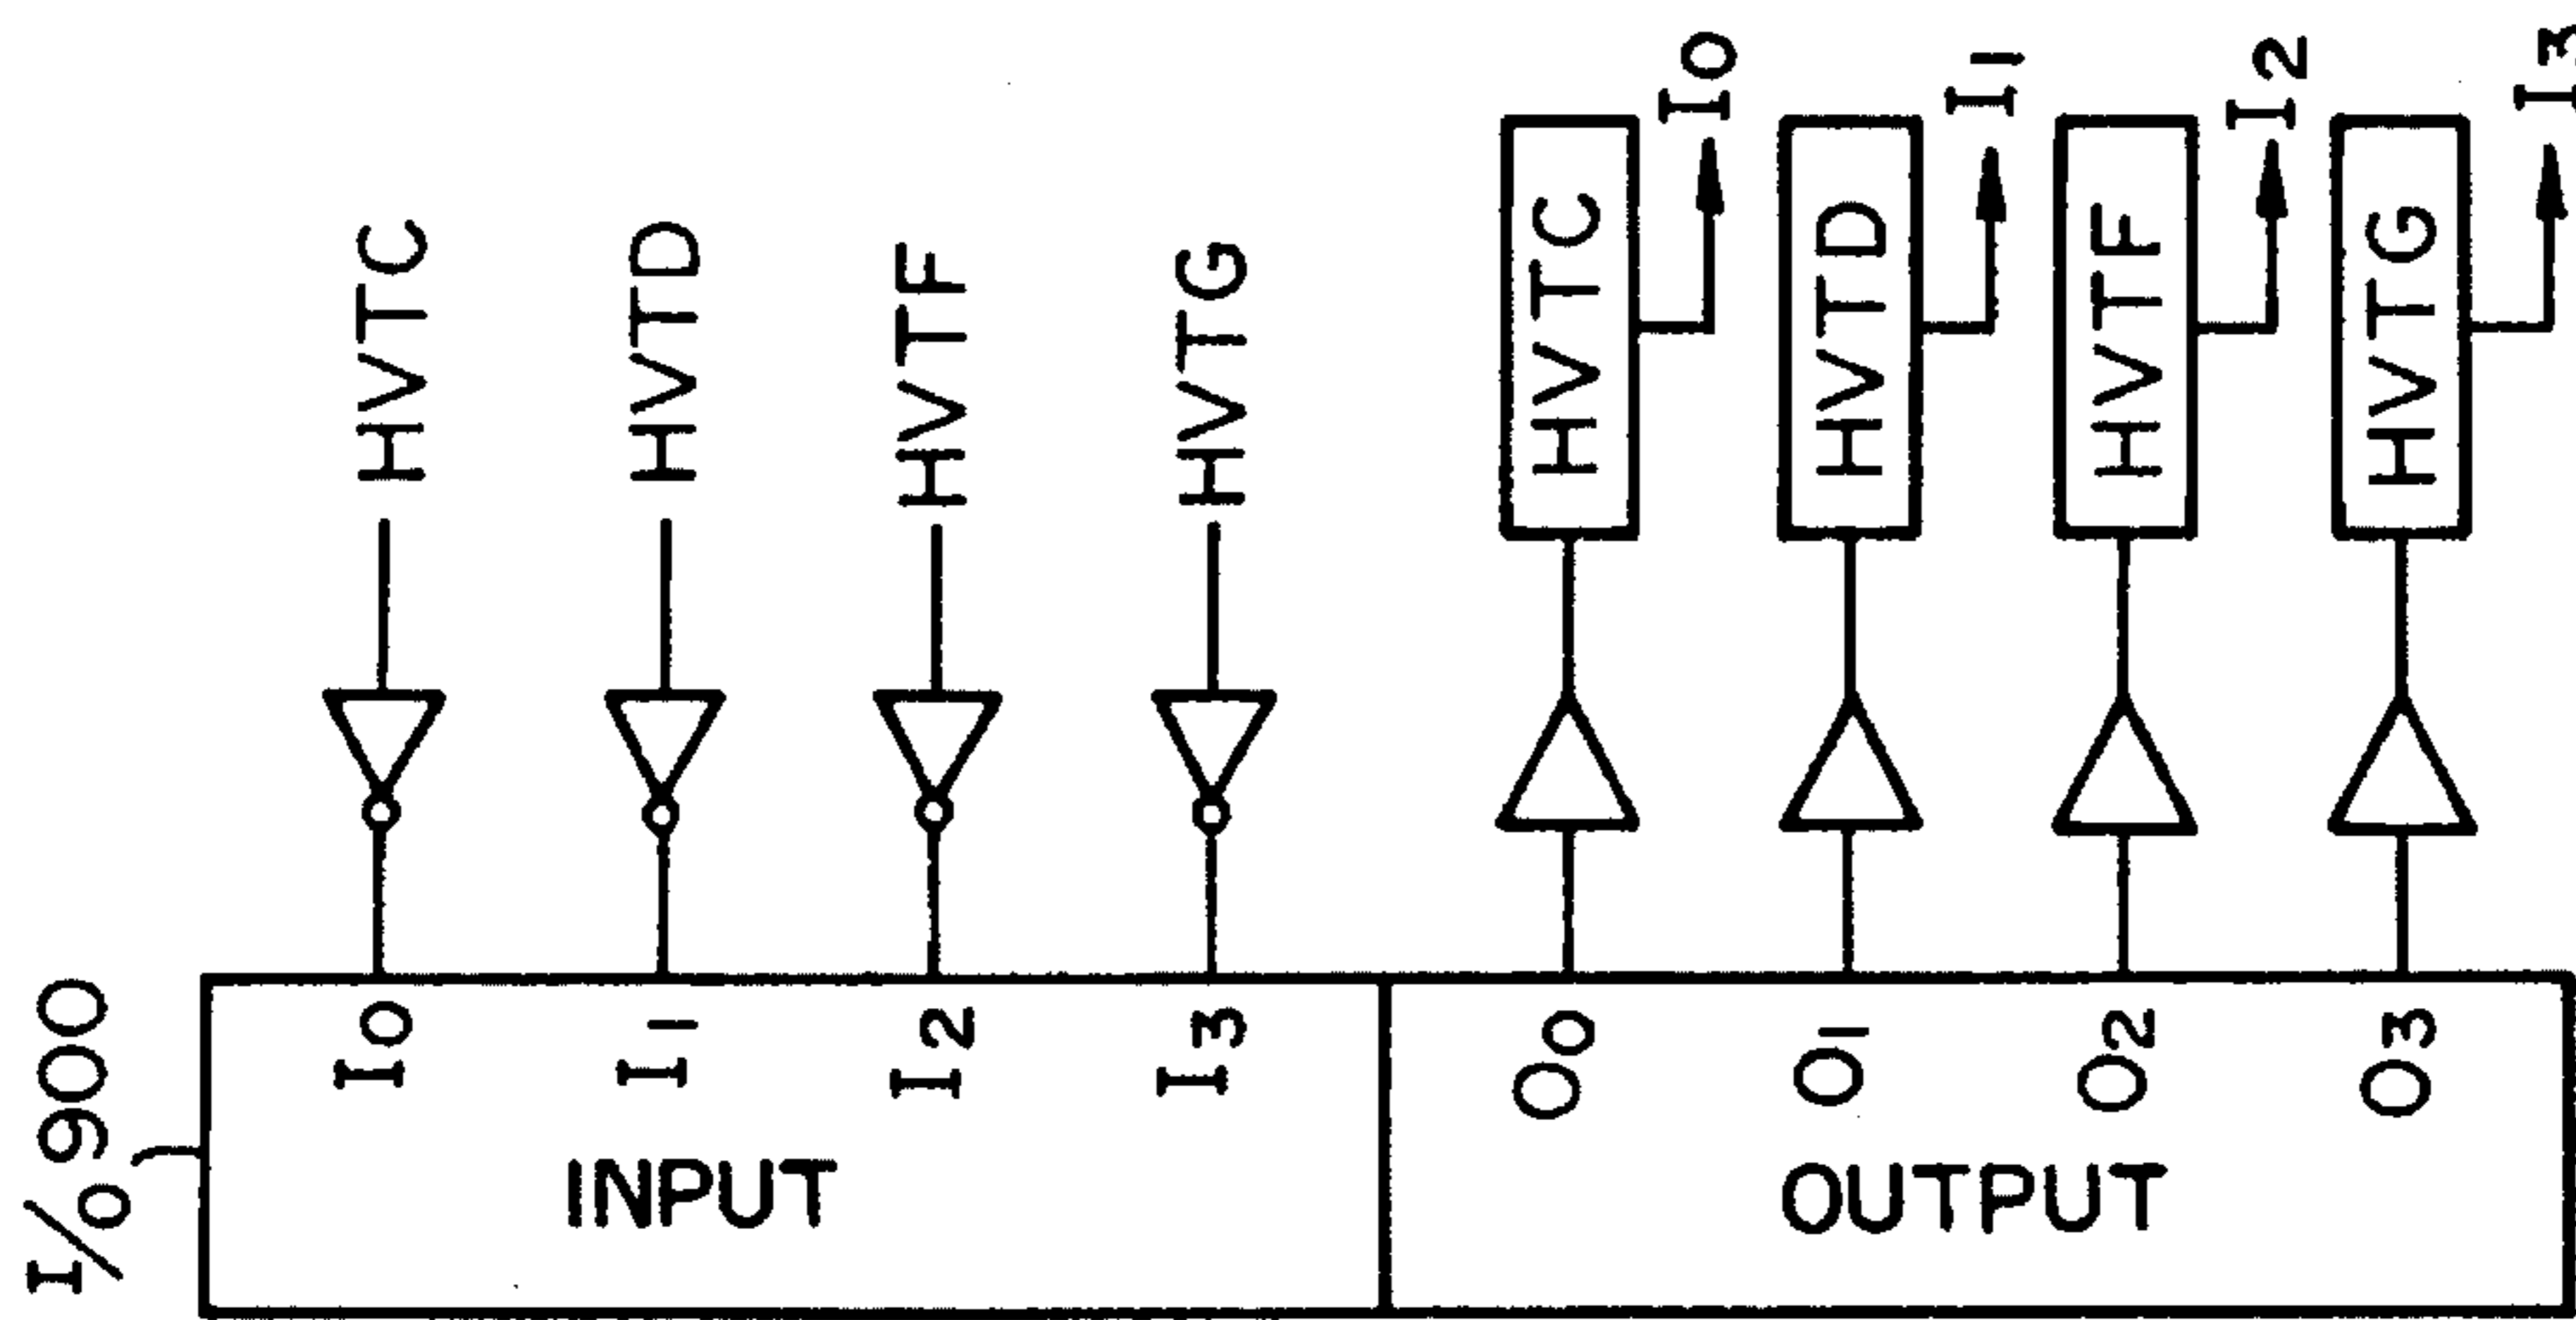 I/O 900
HVTC
HVTD
HVTF
HVTG
I0
I1
I2
I3
INPUT
HVTC
I0
HVTD
I1
HVTF
I2
HVTG
I3
O0
O1
O2
O3
OUTPUT